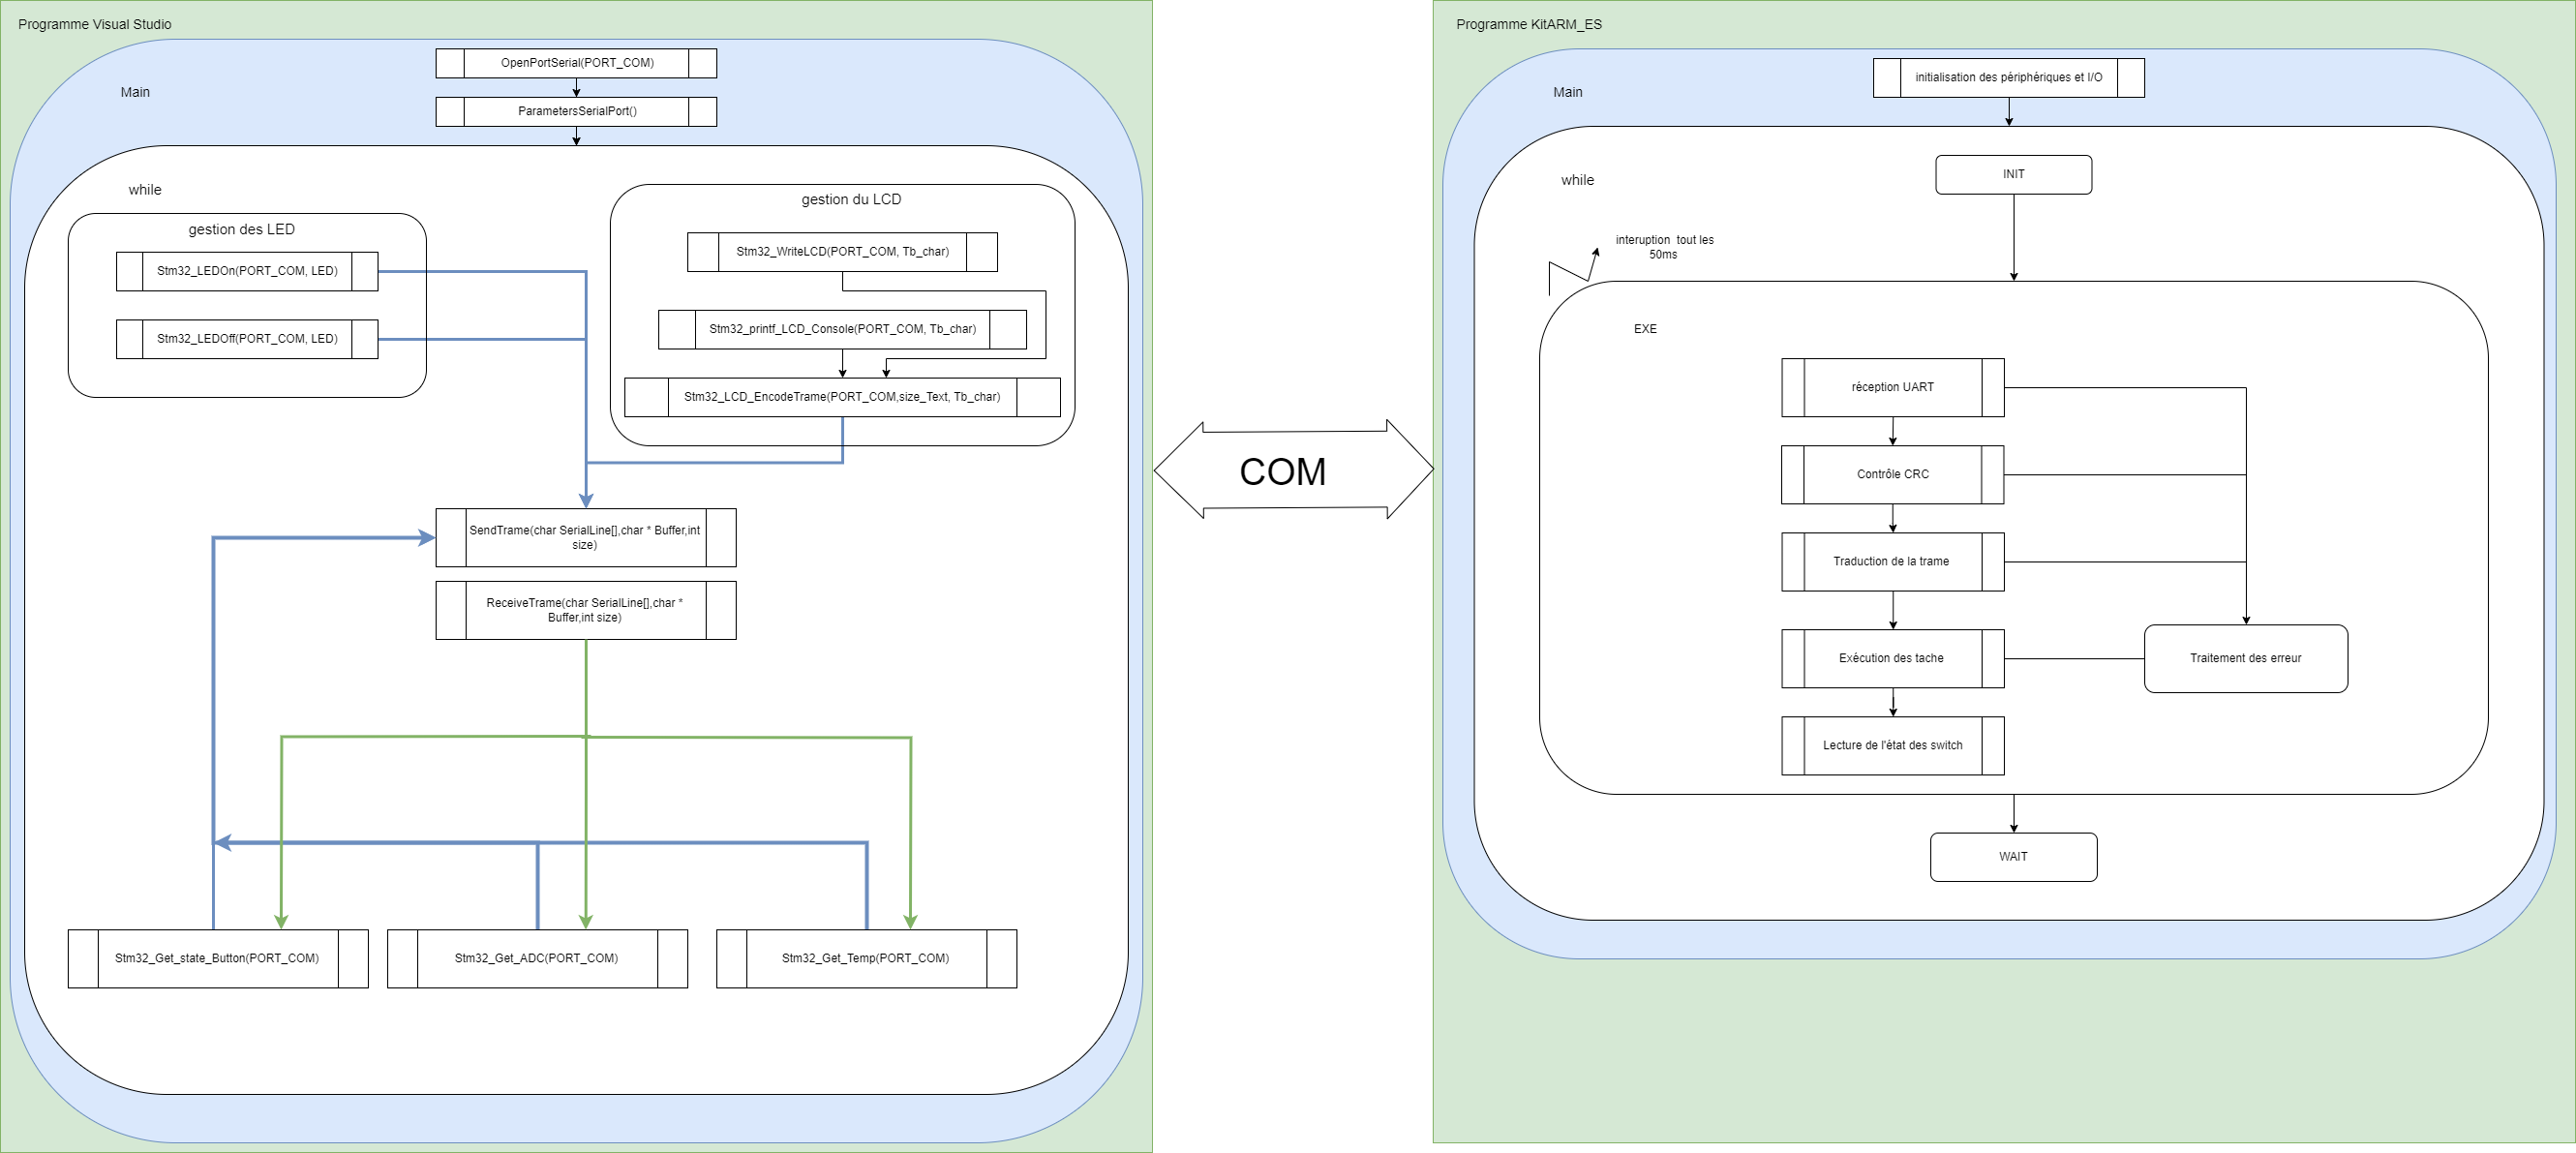 Programme Visual Studio
Main
OpenPortSerial(PORT_COM)
ParametersSerialPort()
while
gestion des LED
Stm32_LEDOn(PORT_COM, LED)
Stm32_LEDOff(PORT_COM, LED)
gestion du LCD
Stm32_WriteLCD(PORT_COM, Tb_char)
Stm32_printf_LCD_Console(PORT_COM, Tb_char)
Stm32_LCD_EncodeTrame(PORT_COM,size_Text, Tb_char)
SendTrame(char SerialLine[],char * Buffer,int
size)
ReceiveTrame(char SerialLine[],char *
Buffer,int size)
Stm32_Get_state_Button(PORT_COM)
Stm32_Get_ADC(PORT_COM)
Stm32_Get_Temp(PORT_COM)
COM
Programme KitARM_ES
Main
initialisation des périphériques et I/O
while
INIT
interuption tout les
50ms
EXE
réception UART
Contrôle CRC
Traduction de la trame
Exécution des tache
Traitement des erreur
Lecture de l'état des switch
WAIT